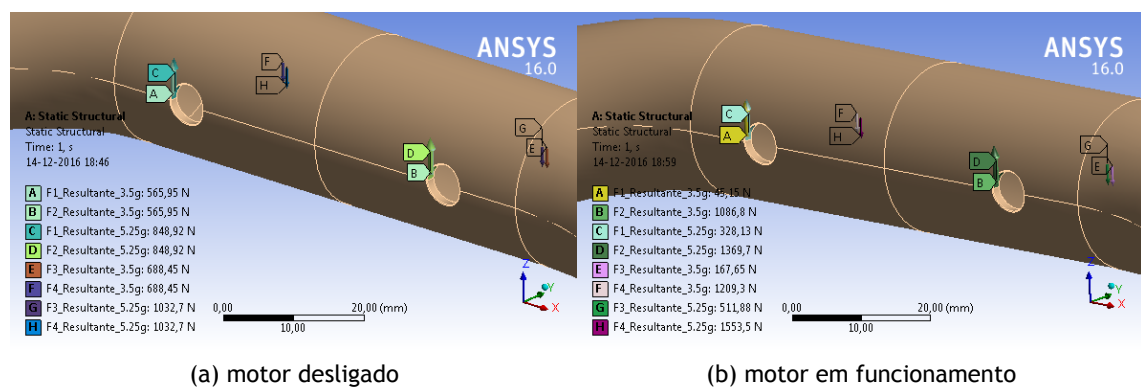 C
A
F
H
G
E
D
B
ANSYS
16.0
A: Static Structural
Static Structural
Time: 1, s
14-12-2016 18:46
A F1_Resultante_3.5g: 565,95 N
B F2_Resultante_3.5g: 565,95 N
C F1_Resultante_5.25g: 848,92 N
D F2_Resultante_5.25g: 848,92 N
E F3_Resultante_3.5g: 688,45 N
F F4_Resultante_3.5g: 688,45 N
G F3_Resultante_5.25g: 1032,7 N
H F4_Resultante_5.25g: 1032,7 N
0,00 20,00 (mm)
10,00
Z
Y
X
(a) motor desligado
C
A
F
H
G
E
D
B
ANSYS
16.0
A: Static Structural
Static Structural
Time: 1, s
14-12-2016 18:59
A F1_Resultante_3.5g: 45,15 N
B F2_Resultante_3.5g: 1086,8 N
C F1_Resultante_5.25g: 328,13 N
D F2_Resultante_5.25g: 1369,7 N
E F3_Resultante_3.5g: 167,65 N
F F4_Resultante_3.5g: 1209,3 N
G F3_Resultante_5.25g: 511,88 N
H F4_Resultante_5.25g: 1553,5 N
0,00 20,00 (mm)
10,00
Z
Y
X
(b) motor em funcionamento